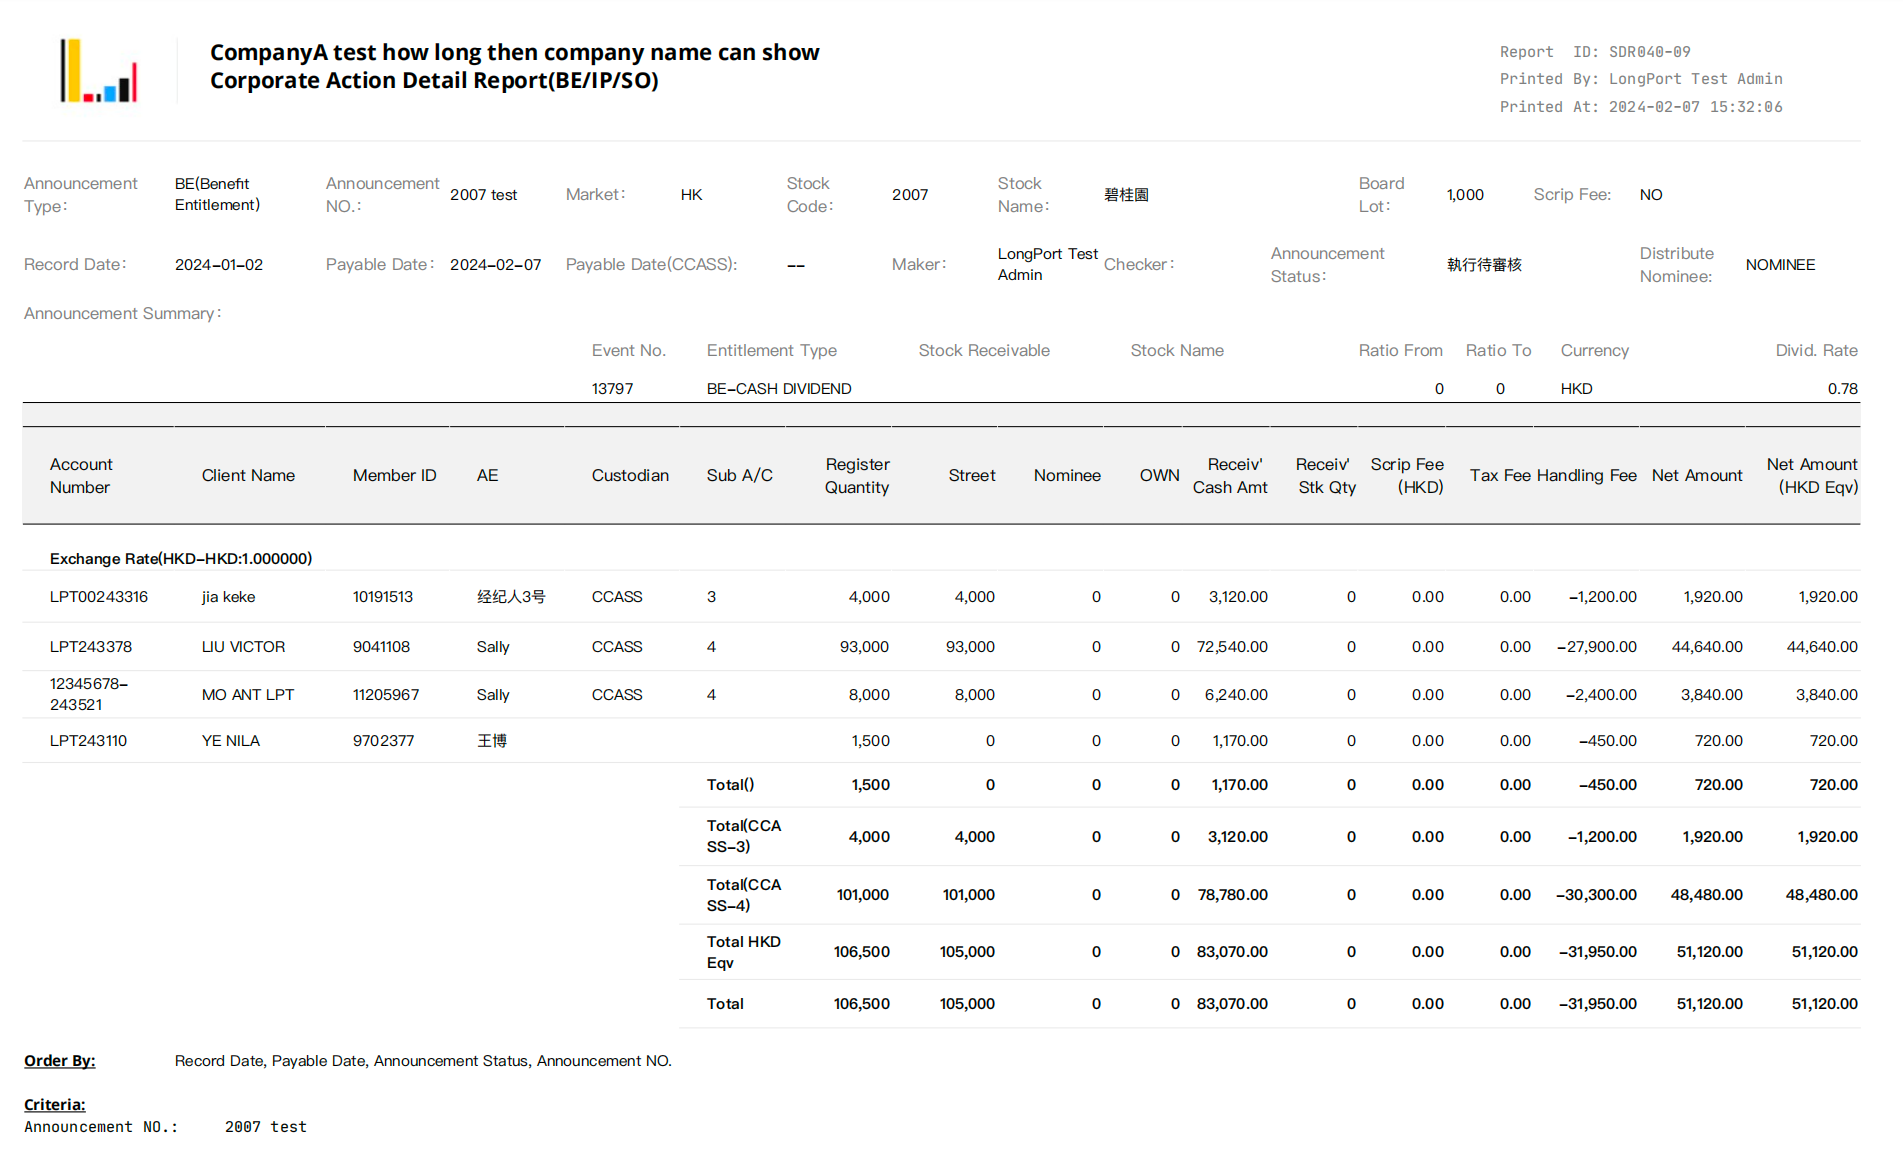 CompanyA test how long then company name can show
Corporate Action Detail Report(BE/IP/SO)
Report  ID: SDR040-09
Printed By: LongPort Test Admin
Printed At: 2024-02-07 15:32:06
Announcement Type: BE(Benefit Entitlement) Announcement NO.: 2007 test Market: HK Stock Code: 2007 Stock Name: 碧桂園 Board Lot: 1,000 Scrip Fee: NO
Record Date: 2024-01-02 Payable Date: 2024-02-07 Payable Date(CCASS): -- Maker: LongPort Test Admin Checker: Announcement Status: 執行待審核 Distribute Nominee: NOMINEE
Announcement Summary:
Event No. Entitlement Type Stock Receivable Stock Name Ratio From Ratio To Currency Divid. Rate
13797 BE-CASH DIVIDEND 0 0 HKD 0.78
Account Number Client Name Member ID AE Custodian Sub A/C Register Quantity Street Nominee OWN Receiv' Cash Amt Receiv' Stk Qty Scrip Fee (HKD) Tax Fee Handling Fee Net Amount Net Amount (HKD Eqv)
Exchange Rate(HKD-HKD:1.000000)
LPT00243316 jia keke 10191513 经纪人3号 CCASS 3 4,000 4,000 0 0 3,120.00 0 0.00 0.00 -1,200.00 1,920.00 1,920.00
LPT243378 LIU VICTOR 9041108 Sally CCASS 4 93,000 93,000 0 0 72,540.00 0 0.00 0.00 -27,900.00 44,640.00 44,640.00
12345678-243521 MO ANT LPT 11205967 Sally CCASS 4 8,000 8,000 0 0 6,240.00 0 0.00 0.00 -2,400.00 3,840.00 3,840.00
LPT243110 YE NILA 9702377 王博 1,500 0 0 0 1,170.00 0 0.00 0.00 -450.00 720.00 720.00
Total() 1,500 0 0 0 1,170.00 0 0.00 0.00 -450.00 720.00 720.00
Total(CCASS-3) 4,000 4,000 0 0 3,120.00 0 0.00 0.00 -1,200.00 1,920.00 1,920.00
Total(CCASS-4) 101,000 101,000 0 0 78,780.00 0 0.00 0.00 -30,300.00 48,480.00 48,480.00
Total HKD Eqv 106,500 105,000 0 0 83,070.00 0 0.00 0.00 -31,950.00 51,120.00 51,120.00
Total 106,500 105,000 0 0 83,070.00 0 0.00 0.00 -31,950.00 51,120.00 51,120.00
Order By: Record Date, Payable Date, Announcement Status, Announcement NO.
Criteria:
Announcement NO.: 2007 test